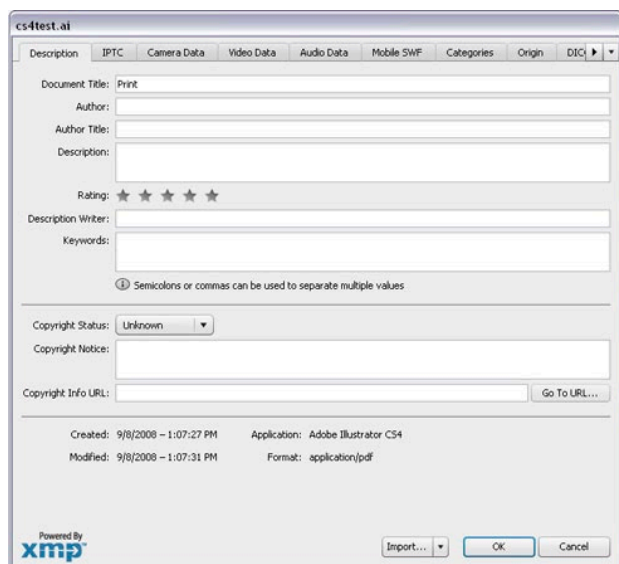 cs4test.ai
Description IPTC Camera Data Video Data Audio Data Mobile SWF Categories Origin DIC
Document Title: Print
Author:
Author Title:
Description:
Rating:
Description Writer:
Keywords:
Semicolons or commas can be used to separate multiple values
Copyright Status: Unknown
Copyright Notice:
Copyright Info URL: Go To URL...
Created: 9/8/2008 – 1:07:27 PM Application: Adobe Illustrator CS4
Modified: 9/8/2008 – 1:07:31 PM Format: application/pdf
Powered By
xmp™ Import... OK Cancel